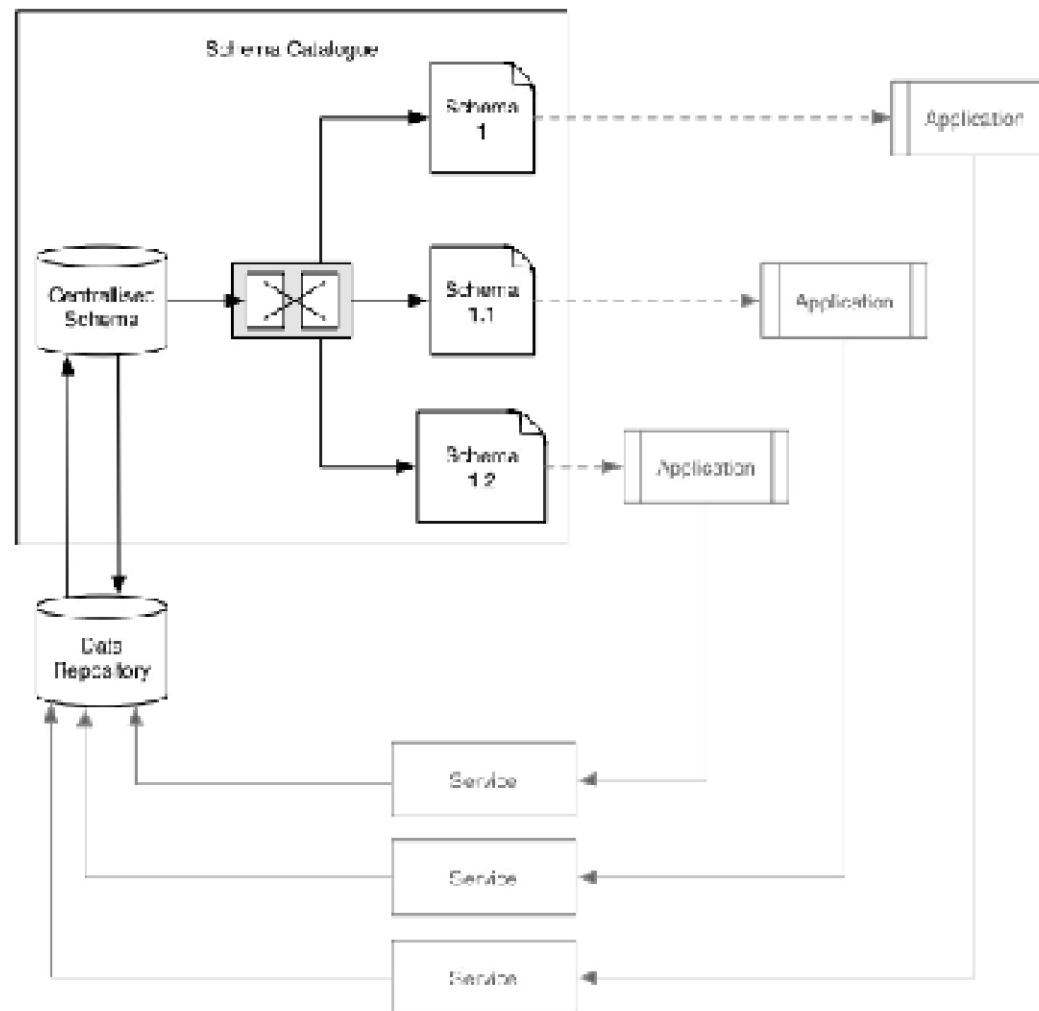 Schema Catalogue
Schema
1
Application
Centralised
Schema
Schema
1.1
Application
Schema
1.2
Application
Data
Repository
Service
Service
Service